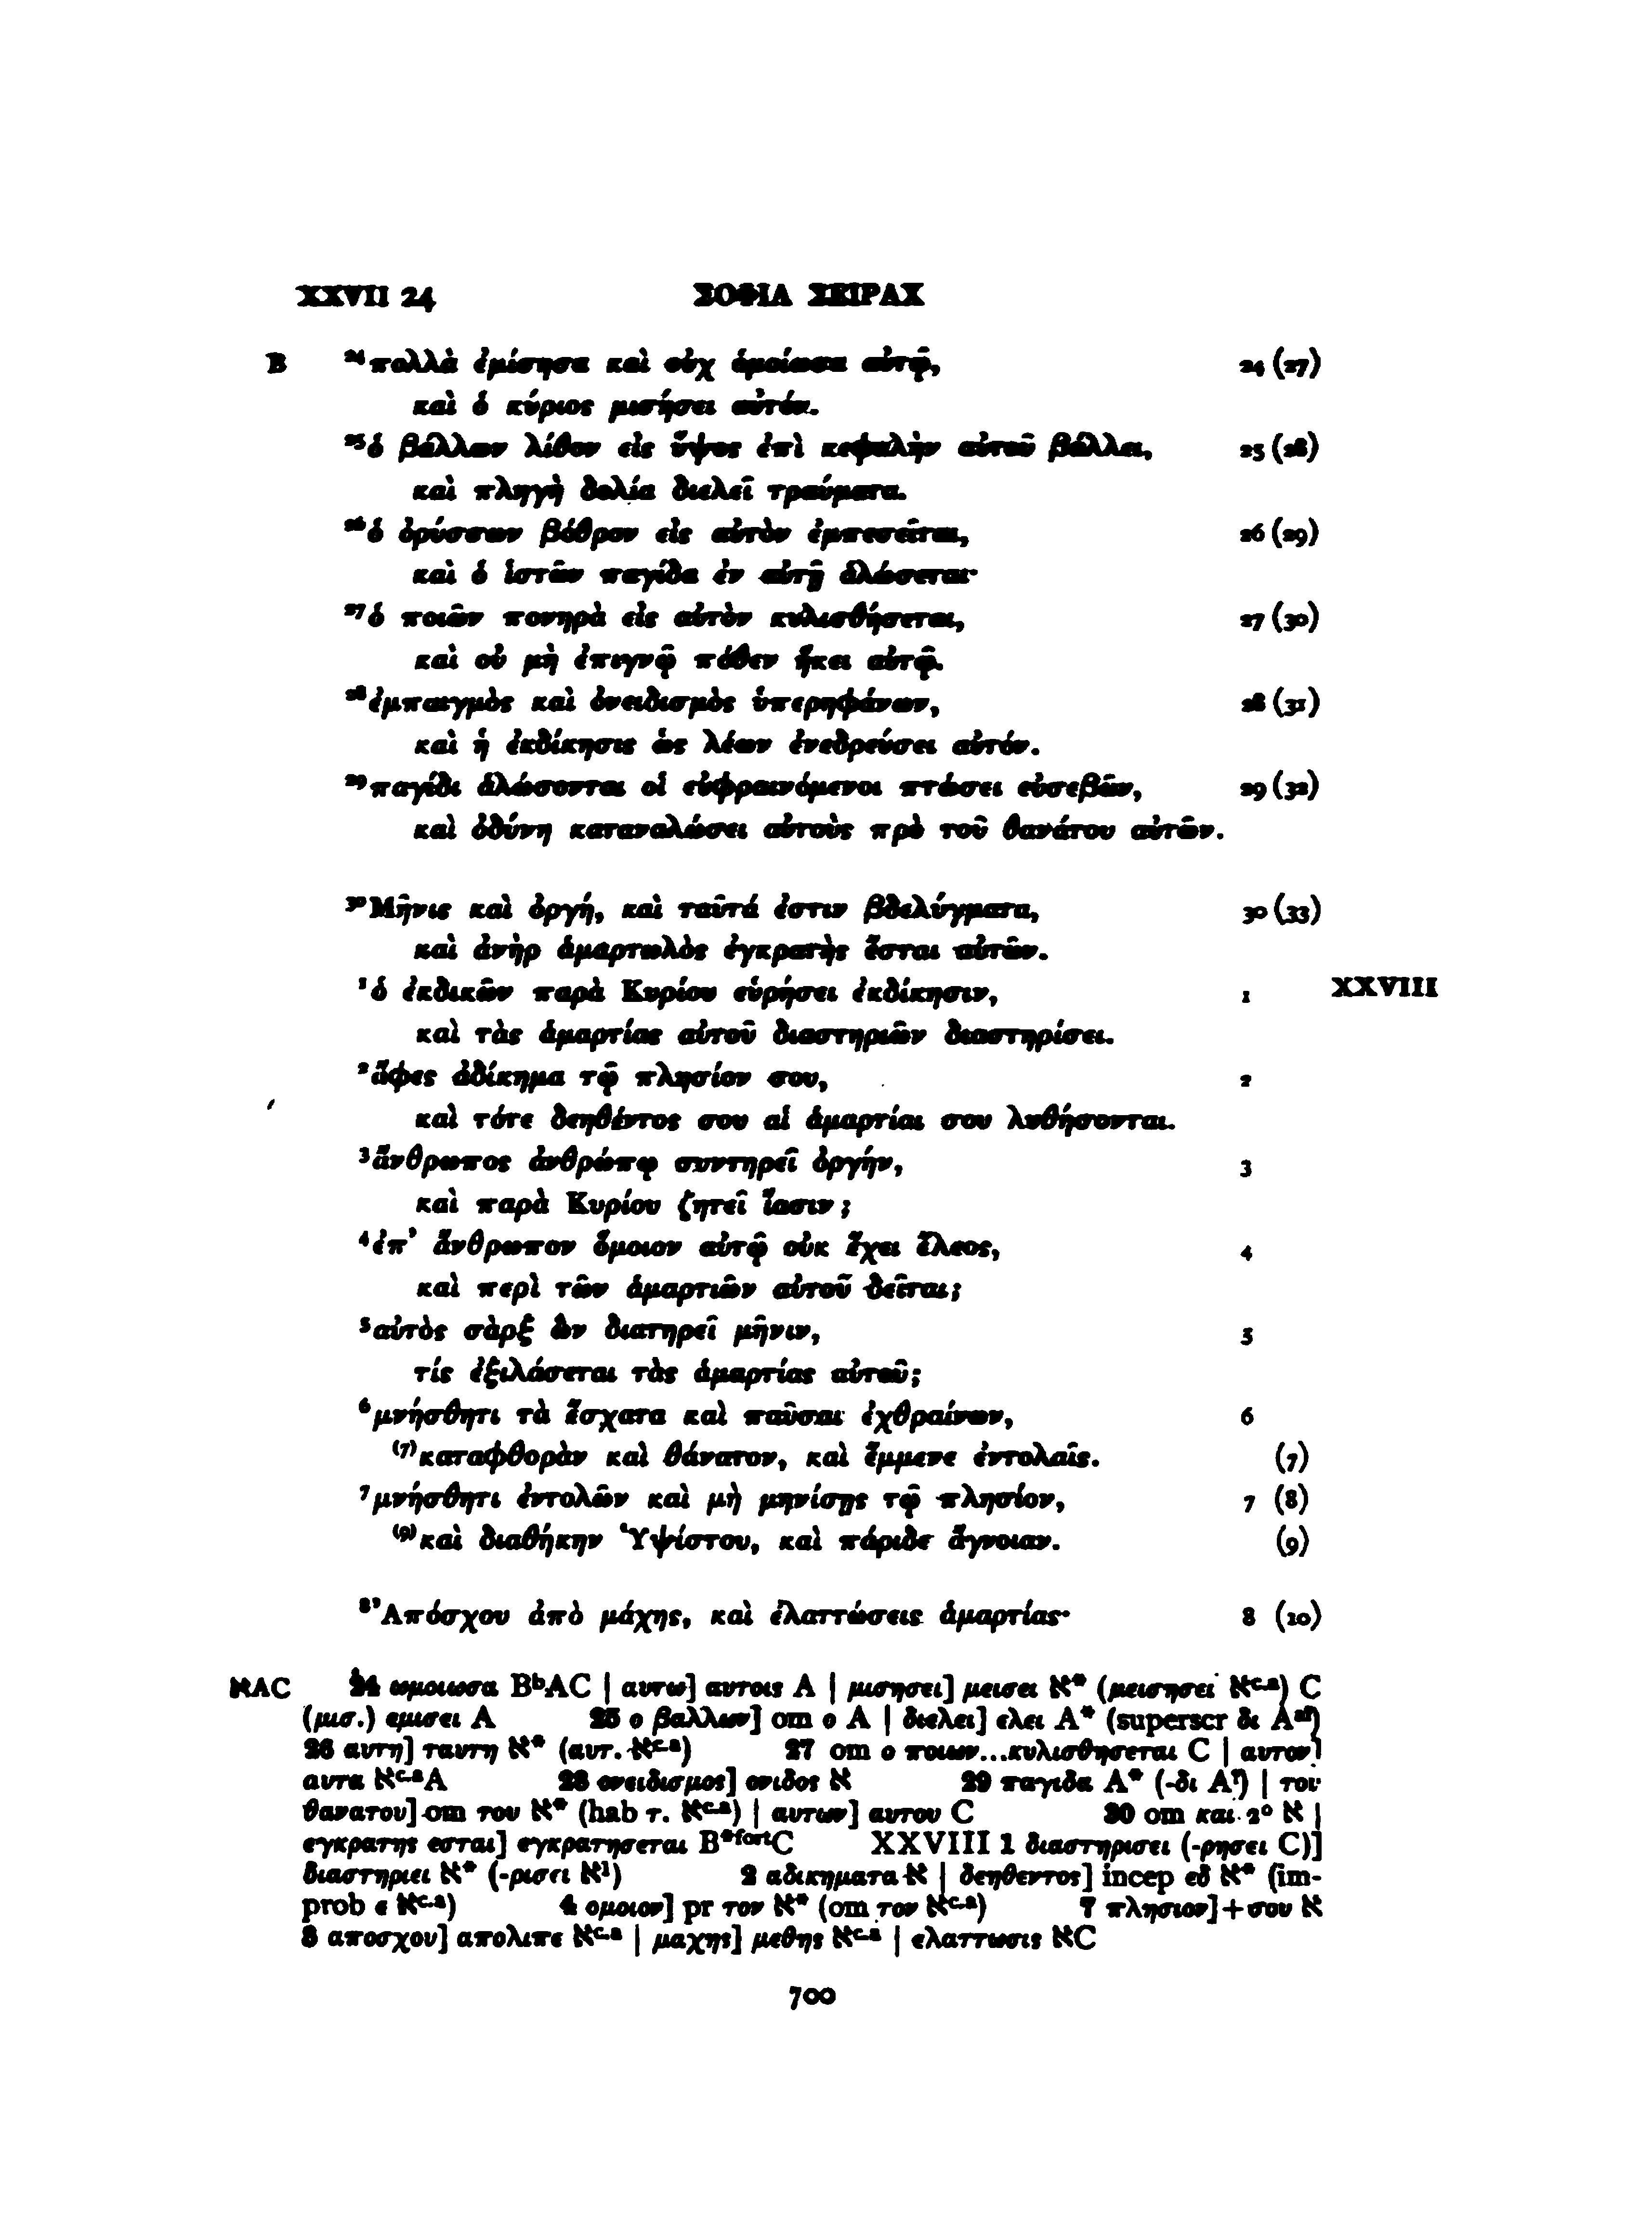 XXVII 24 ΣΟΦΙΑ ΣΕΙΡΑΧ
B ²⁴πολλὰ ἐμίσησα καὶ οὐχ ὁμοίωσα αὐτῷ, 24 (27)
καὶ ὁ κύριος μισήσει αὐτόν.
²⁵ὁ βάλλων λίθον εἰς ὕψος ἐπὶ κεφαλὴν αὐτοῦ βάλλει, 25 (28)
καὶ πληγὴ δολία διελεῖ τραύματα.
²⁶ὁ ὀρύσσων βόθρον εἰς αὐτὸν ἐμπεσεῖται, 26 (29)
καὶ ὁ ἱστῶν παγίδα ἐν αὐτῇ ἁλώσεται·
²⁷ὁ ποιῶν πονηρὰ εἰς αὐτὸν κυλισθήσεται, 27 (30)
καὶ οὐ μὴ ἐπιγνῷ πόθεν ἥκει αὐτῷ.
²⁸ἐμπαιγμὸς καὶ ὀνειδισμὸς ὑπερηφάνων, 28 (31)
καὶ ἡ ἐκδίκησις ὡς λέων ἐνεδρεύσει αὐτόν.
²⁹παγίδι ἁλώσονται οἱ εὐφραινόμενοι πτώσει εὐσεβῶν, 29 (32)
καὶ ὀδύνη καταναλώσει αὐτοὺς πρὸ τοῦ θανάτου αὐτῶν.
³⁰Μῆνις καὶ ὀργή, καὶ ταῦτά ἐστιν βδελύγματα, 30 (33)
καὶ ἀνὴρ ἁμαρτωλὸς ἐγκρατὴς ἔσται αὐτῶν.
¹ὁ ἐκδικῶν παρὰ Κυρίου εὑρήσει ἐκδίκησιν, 1 XXVIII
καὶ τὰς ἁμαρτίας αὐτοῦ διαστηριῶν διαστηρίσει.
²ἄφες ἀδίκημα τῷ πλησίον σου, 2
καὶ τότε δεηθέντος σου αἱ ἁμαρτίαι σου λυθήσονται.
³ἄνθρωπος ἀνθρώπῳ συντηρεῖ ὀργήν, 3
καὶ παρὰ Κυρίου ζητεῖ ἴασιν;
⁴ἐπ᾽ ἄνθρωπον ὅμοιον αὐτῷ οὐκ ἔχει ἔλεος, 4
καὶ περὶ τῶν ἁμαρτιῶν αὐτοῦ δεῖται;
⁵αὐτὸς σὰρξ ὢν διατηρεῖ μῆνιν, 5
τίς ἐξιλάσεται τὰς ἁμαρτίας αὐτοῦ;
⁶μνήσθητι τὰ ἔσχατα καὶ παῦσαι ἐχθραίνων, 6
⁽⁷⁾καταφθορὰν καὶ θάνατον, καὶ ἔμμενε ἐντολαῖς. (7)
⁷μνήσθητι ἐντολῶν καὶ μὴ μηνίσῃς τῷ πλησίον, 7 (8)
⁽⁹⁾καὶ διαθήκην Ὑψίστου, καὶ πάριδε ἄγνοιαν. (9)
⁸Ἀπόσχου ἀπὸ μάχης, καὶ ἐλαττώσεις ἁμαρτίας· 8 (10)
אAC 24 ωμοιωσα BᵇAC | αυτω] αυτοις A | μισησει] μεισει א* (μεισησει אᶜ·ᵃ) C
(μισ.) εμισει A 25 ο βαλλων] om ο A | διελει] ελει A* (superscr δι Aᵃ?)
26 αυτη] ταυτη א* (αυτ. אᶜ·ᵃ) 27 om ο ποιων...κυλισθησεται C | αυτον]
αυτα אᶜ·ᵃA 28 ονειδισμος] ονιδος א 29 παγιδα A* (-δι A?) | του
θανατου] om του א* (hab τ. אᶜ·ᵃ) | αυτων] αυτου C 30 om και 2° א |
εγκρατης εσται] εγκρατησεται B*ᶠᵒʳᵗC XXVIII 1 διαστηρισει (-ρησει C)]
διαστηριει א* (-ρισει א¹) 2 αδικηματα א | δεηθεντος] incep εδ א* (im-
prob ε אᶜ·ᵃ) 4 ομοιον] pr τον א* (om τον אᶜ·ᵃ) 7 πλησιον]+σου א
8 αποσχου] απολιπε אᶜ·ᵃ | μαχης] μεθης אᶜ·ᵃ | ελαττωσις אC
700